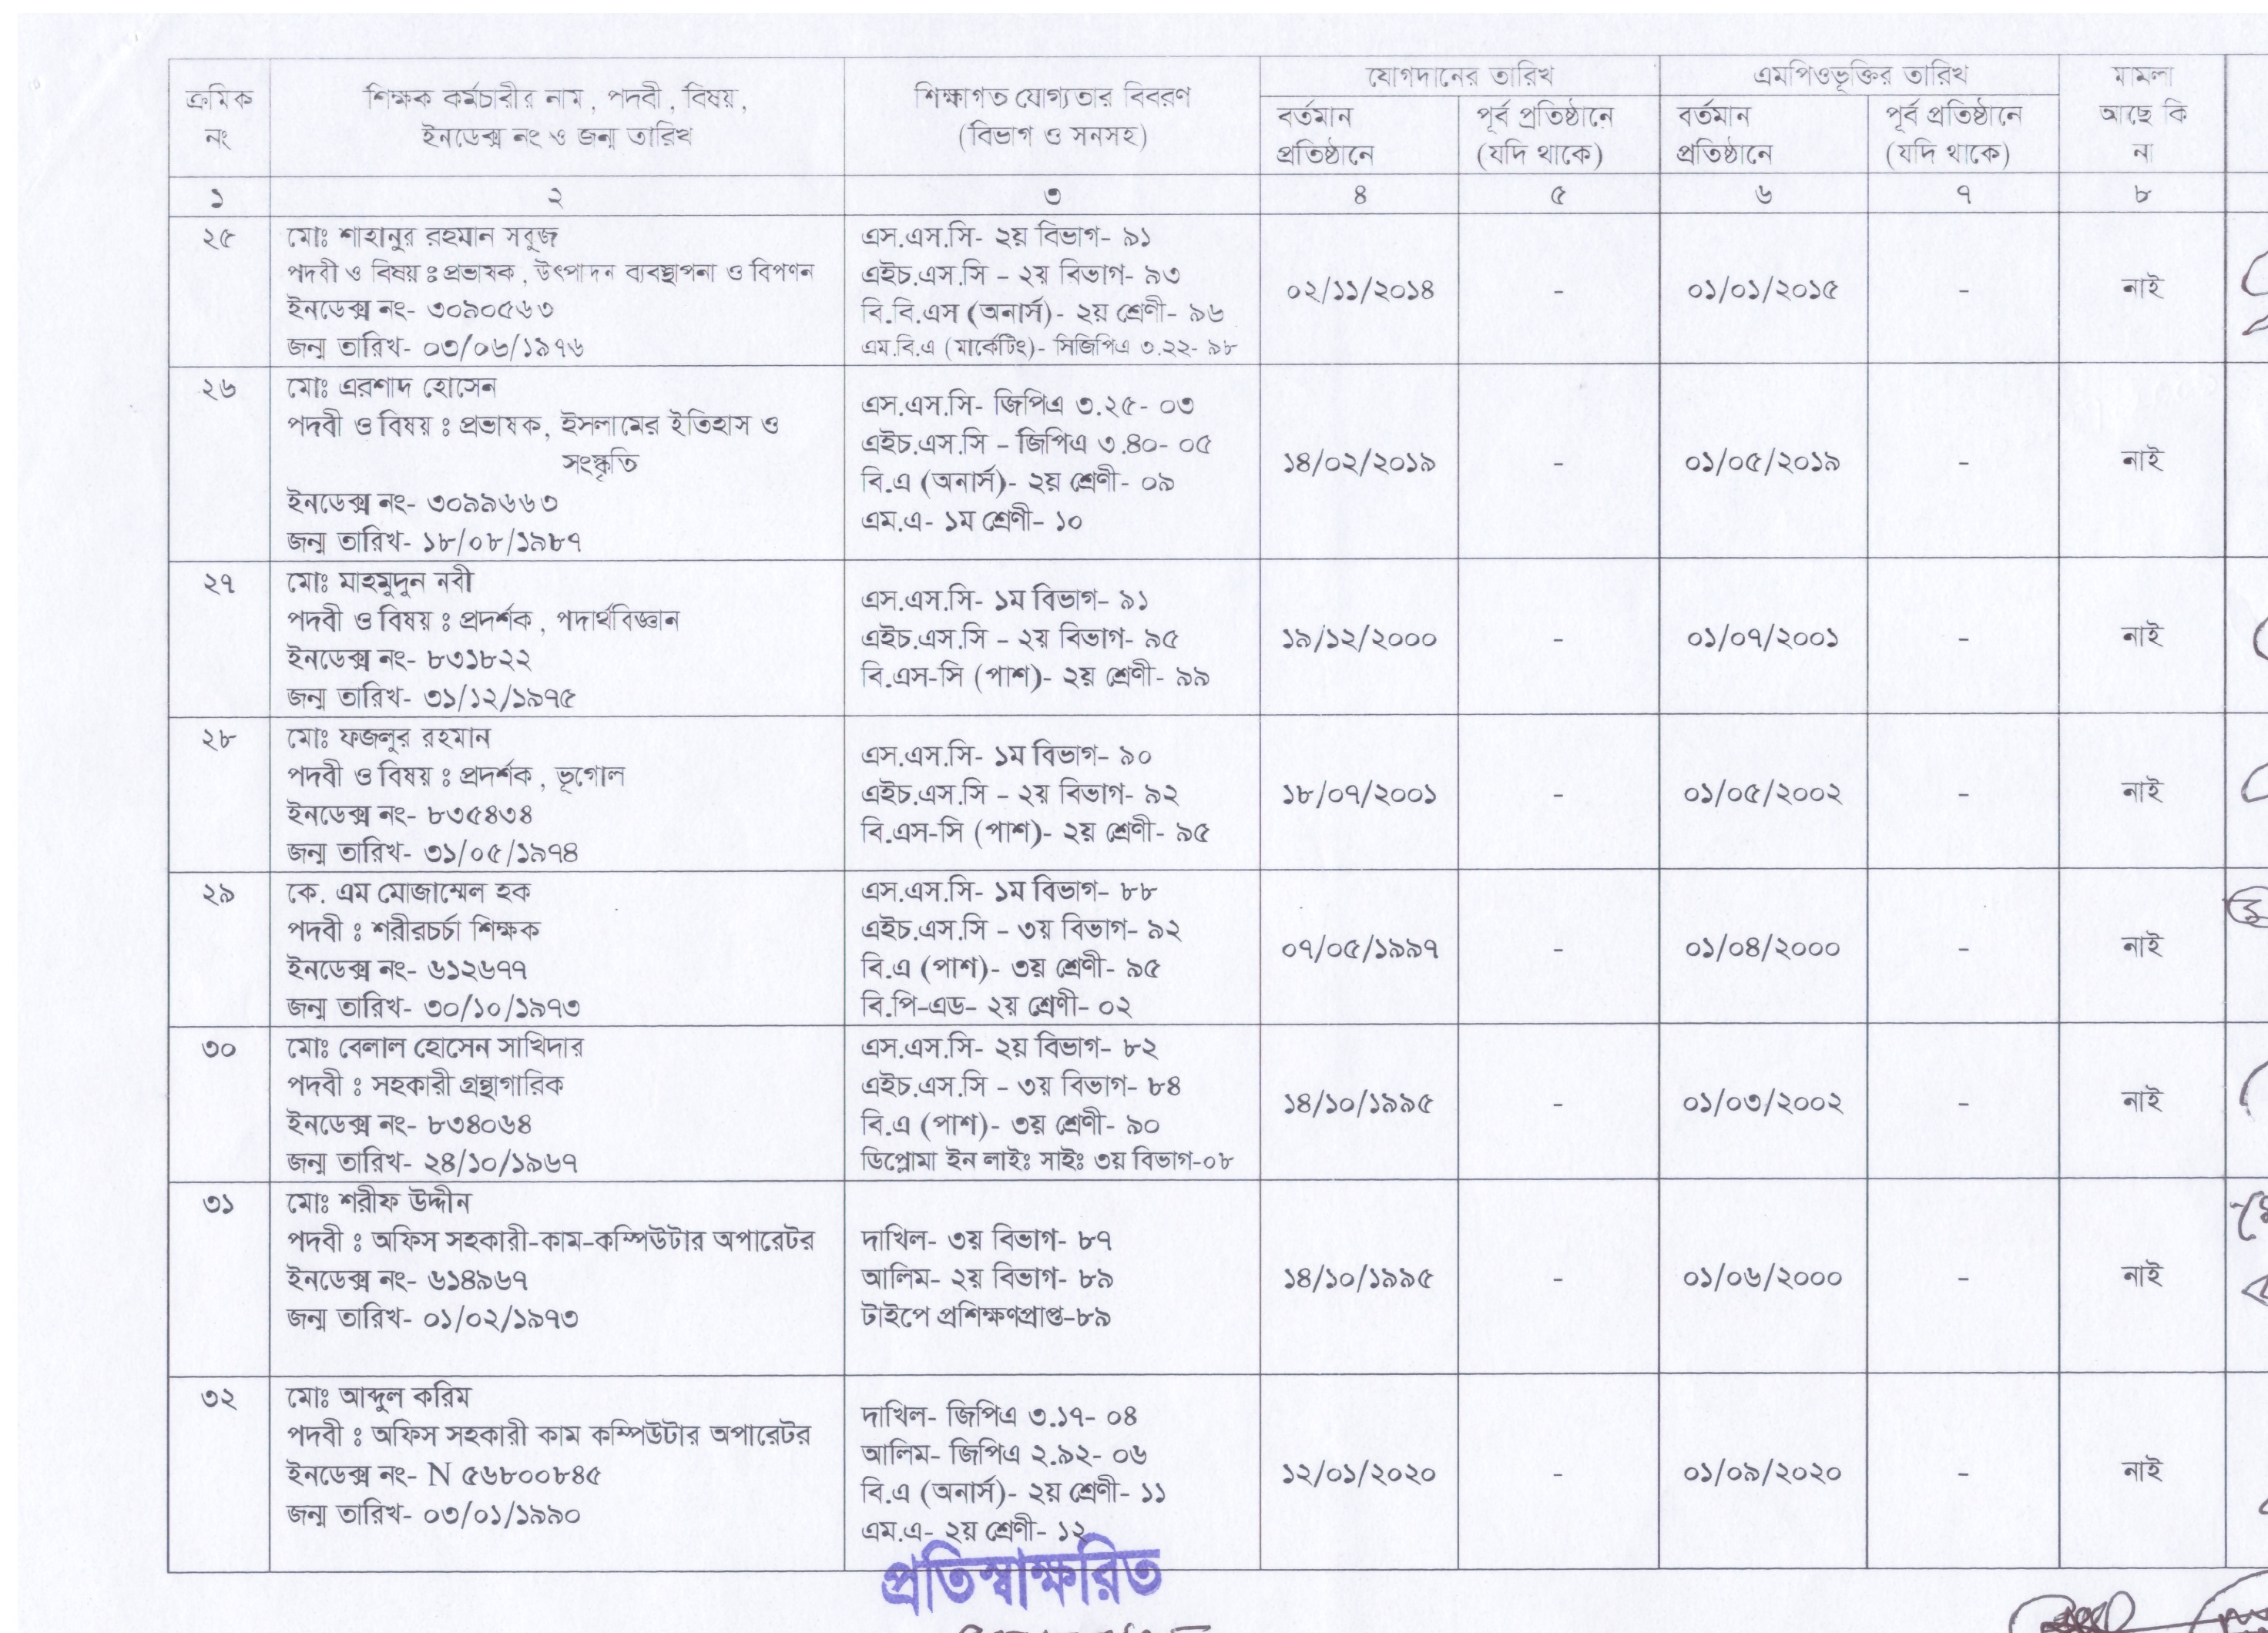 ক্রমিক নং
শিক্ষক কর্মচারীর নাম, পদবী, বিষয়,
ইনডেক্স নং ও জন্ম তারিখ
শিক্ষাগত যোগ্যতার বিবরণ
(বিভাগ ও সনসহ)
যোগদানের তারিখ
এমপিওভূক্তির তারিখ
মামলা
আছে কি
না
বর্তমান
প্রতিষ্ঠানে
পূর্ব প্রতিষ্ঠানে
(যদি থাকে)
বর্তমান
প্রতিষ্ঠানে
পূর্ব প্রতিষ্ঠানে
(যদি থাকে)
১ ২ ৩ ৪ ৫ ৬ ৭ ৮
২৫
মোঃ শাহানুর রহমান সবুজ
পদবী ও বিষয় ঃ প্রভাষক, উৎপাদন ব্যবস্থাপনা ও বিপণন
ইনডেক্স নং- ৩০৯০৫৬৩
জন্ম তারিখ- ০৩/০৬/১৯৭৬
এস.এস.সি- ২য় বিভাগ- ৯১
এইচ.এস.সি – ২য় বিভাগ- ৯৩
বি.বি.এস (অনার্স)- ২য় শ্রেণী- ৯৬
এম.বি.এ (মার্কেটিং)- সিজিপিএ ৩.২২- ৯৮
০২/১১/২০১৪ - ০১/০১/২০১৫ - নাই
২৬
মোঃ এরশাদ হোসেন
পদবী ও বিষয় ঃ প্রভাষক, ইসলামের ইতিহাস ও
সংস্কৃতি
ইনডেক্স নং- ৩০৯৯৬৬৩
জন্ম তারিখ- ১৮/০৮/১৯৮৭
এস.এস.সি- জিপিএ ৩.২৫- ০৩
এইচ.এস.সি – জিপিএ ৩.৪০- ০৫
বি.এ (অনার্স)- ২য় শ্রেণী- ০৯
এম.এ- ১ম শ্রেণী- ১০
১৪/০২/২০১৯ - ০১/০৫/২০১৯ - নাই
২৭
মোঃ মাহমুদুন নবী
পদবী ও বিষয় ঃ প্রদর্শক, পদার্থবিজ্ঞান
ইনডেক্স নং- ৮৩১৮২২
জন্ম তারিখ- ৩১/১২/১৯৭৫
এস.এস.সি- ১ম বিভাগ- ৯১
এইচ.এস.সি – ২য় বিভাগ- ৯৫
বি.এস-সি (পাশ)- ২য় শ্রেণী- ৯৯
১৯/১২/২০০০ - ০১/০৭/২০০১ - নাই
২৮
মোঃ ফজলুর রহমান
পদবী ও বিষয় ঃ প্রদর্শক, ভূগোল
ইনডেক্স নং- ৮৩৫৪৩৪
জন্ম তারিখ- ৩১/০৫/১৯৭৪
এস.এস.সি- ১ম বিভাগ- ৯০
এইচ.এস.সি – ২য় বিভাগ- ৯২
বি.এস-সি (পাশ)- ২য় শ্রেণী- ৯৫
১৮/০৭/২০০১ - ০১/০৫/২০০২ - নাই
২৯
কে. এম মোজাম্মেল হক
পদবী ঃ শরীরচর্চা শিক্ষক
ইনডেক্স নং- ৬১২৬৭৭
জন্ম তারিখ- ৩০/১০/১৯৭৩
এস.এস.সি- ১ম বিভাগ- ৮৮
এইচ.এস.সি – ৩য় বিভাগ- ৯২
বি.এ (পাশ)- ৩য় শ্রেণী- ৯৫
বি.পি-এড- ২য় শ্রেণী- ০২
০৭/০৫/১৯৯৭ - ০১/০৪/২০০০ - নাই
৩০
মোঃ বেলাল হোসেন সাখিদার
পদবী ঃ সহকারী গ্রন্থাগারিক
ইনডেক্স নং- ৮৩৪০৬৪
জন্ম তারিখ- ২৪/১০/১৯৬৭
এস.এস.সি- ২য় বিভাগ- ৮২
এইচ.এস.সি – ৩য় বিভাগ- ৮৪
বি.এ (পাশ)- ৩য় শ্রেণী- ৯০
ডিপ্লোমা ইন লাইঃ সাইঃ ৩য় বিভাগ-০৮
১৪/১০/১৯৯৫ - ০১/০৩/২০০২ - নাই
৩১
মোঃ শরীফ উদ্দীন
পদবী ঃ অফিস সহকারী-কাম-কম্পিউটার অপারেটর
ইনডেক্স নং- ৬১৪৯৬৭
জন্ম তারিখ- ০১/০২/১৯৭৩
দাখিল- ৩য় বিভাগ- ৮৭
আলিম- ২য় বিভাগ- ৮৯
টাইপে প্রশিক্ষণপ্রাপ্ত-৮৯
১৪/১০/১৯৯৫ - ০১/০৬/২০০০ - নাই
৩২
মোঃ আব্দুল করিম
পদবী ঃ অফিস সহকারী কাম কম্পিউটার অপারেটর
ইনডেক্স নং- N ৫৬৮০০৮৪৫
জন্ম তারিখ- ০৩/০১/১৯৯০
দাখিল- জিপিএ ৩.১৭- ০৪
আলিম- জিপিএ ২.৯২- ০৬
বি.এ (অনার্স)- ২য় শ্রেণী- ১১
এম.এ- ২য় শ্রেণী- ১২
১২/০১/২০২০ - ০১/০৯/২০২০ - নাই
প্রতিস্বাক্ষরিত